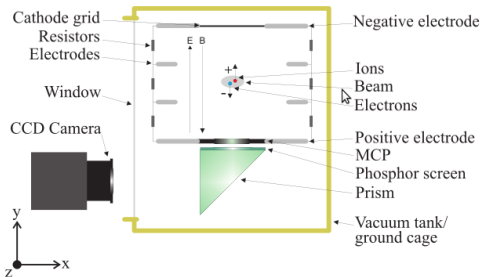 Cathode grid
Resistors
Electrodes
Window
CCD Camera
E B
+
-
Negative electrode
Ions
Beam
Electrons
Positive electrode
MCP
Phosphor screen
Prism
Vacuum tank/
ground cage
y
z
x